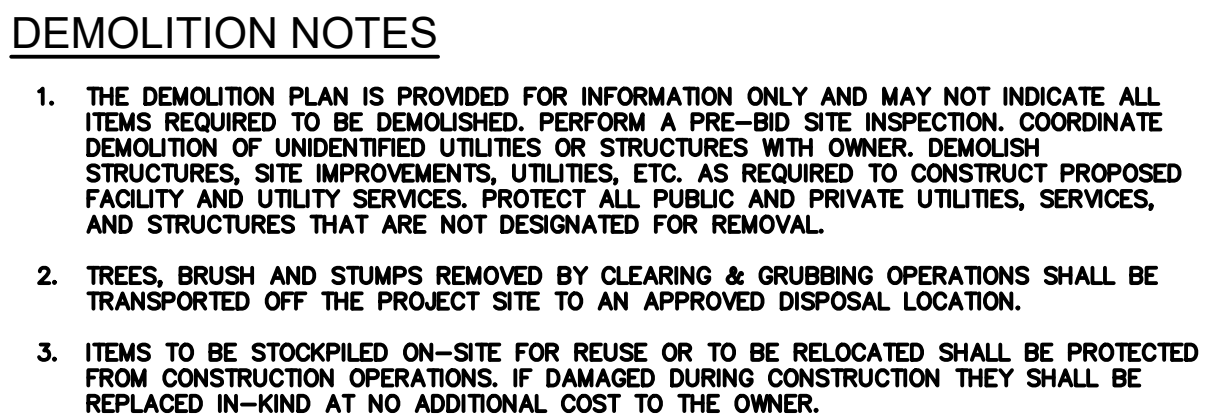 DEMOLITION NOTES
1. THE DEMOLITION PLAN IS PROVIDED FOR INFORMATION ONLY AND MAY NOT INDICATE ALL
ITEMS REQUIRED TO BE DEMOLISHED. PERFORM A PRE-BID SITE INSPECTION. COORDINATE
DEMOLITION OF UNIDENTIFIED UTILITIES OR STRUCTURES WITH OWNER. DEMOLISH
STRUCTURES, SITE IMPROVEMENTS, UTILITIES, ETC. AS REQUIRED TO CONSTRUCT PROPOSED
FACILITY AND UTILITY SERVICES. PROTECT ALL PUBLIC AND PRIVATE UTILITIES, SERVICES,
AND STRUCTURES THAT ARE NOT DESIGNATED FOR REMOVAL.
2. TREES, BRUSH AND STUMPS REMOVED BY CLEARING & GRUBBING OPERATIONS SHALL BE
TRANSPORTED OFF THE PROJECT SITE TO AN APPROVED DISPOSAL LOCATION.
3. ITEMS TO BE STOCKPILED ON-SITE FOR REUSE OR TO BE RELOCATED SHALL BE PROTECTED
FROM CONSTRUCTION OPERATIONS. IF DAMAGED DURING CONSTRUCTION THEY SHALL BE
REPLACED IN-KIND AT NO ADDITIONAL COST TO THE OWNER.